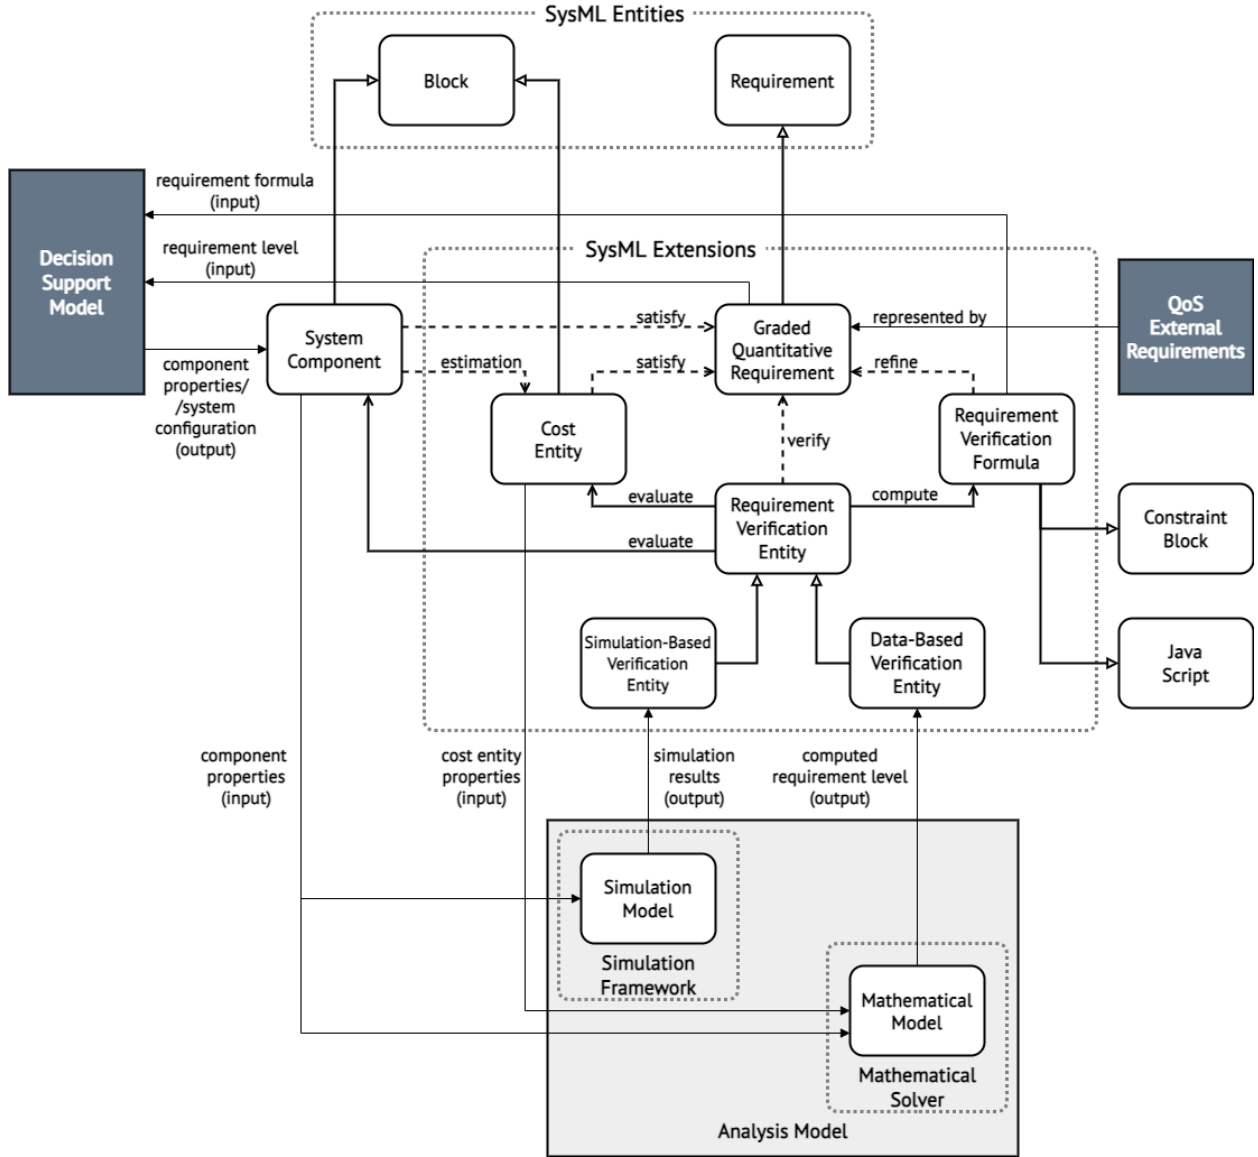 SysML Entities
Block
Requirement
requirement formula
(input)
requirement level
(input)
SysML Extensions
Decision
Support
Model
QoS
External
Requirements
System
Component
satisfy
Graded
Quantitative
Requirement
represented by
estimation
satisfy
refine
component
properties/
/system
configuration
(output)
Cost
Entity
verify
Requirement
Verification
Formula
evaluate
evaluate
Requirement
Verification
Entity
compute
Constraint
Block
Simulation-Based
Verification
Entity
Data-Based
Verification
Entity
Java
Script
component
properties
(input)
cost entity
properties
(input)
simulation
results
(output)
computed
requirement level
(output)
Simulation
Model
Simulation
Framework
Mathematical
Model
Mathematical
Solver
Analysis Model